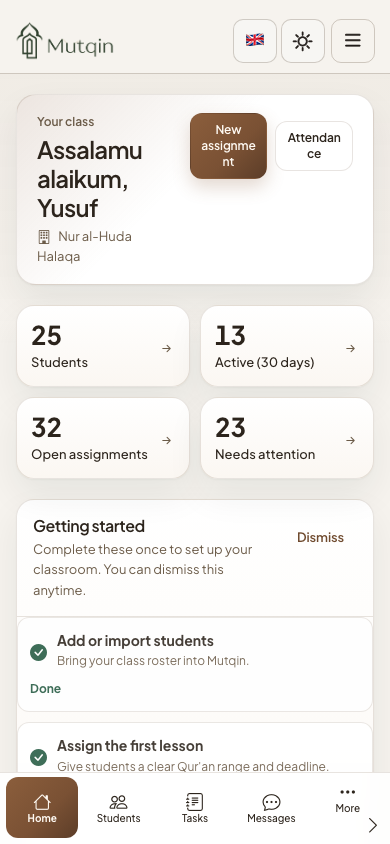 Mutqin
Your class
Assalamu
alaikum,
Yusuf
Nur al-Huda
Halaqa
New
assignme
nt
Attendan
ce
25
Students
13
Active (30 days)
32
Open assignments
23
Needs attention
Getting started
Complete these once to set up your
classroom. You can dismiss this
anytime.
Dismiss
Add or import students
Bring your class roster into Mutqin.
Done
Assign the first lesson
Give students a clear Qur'an range and deadline.
Home
Students
Tasks
Messages
More